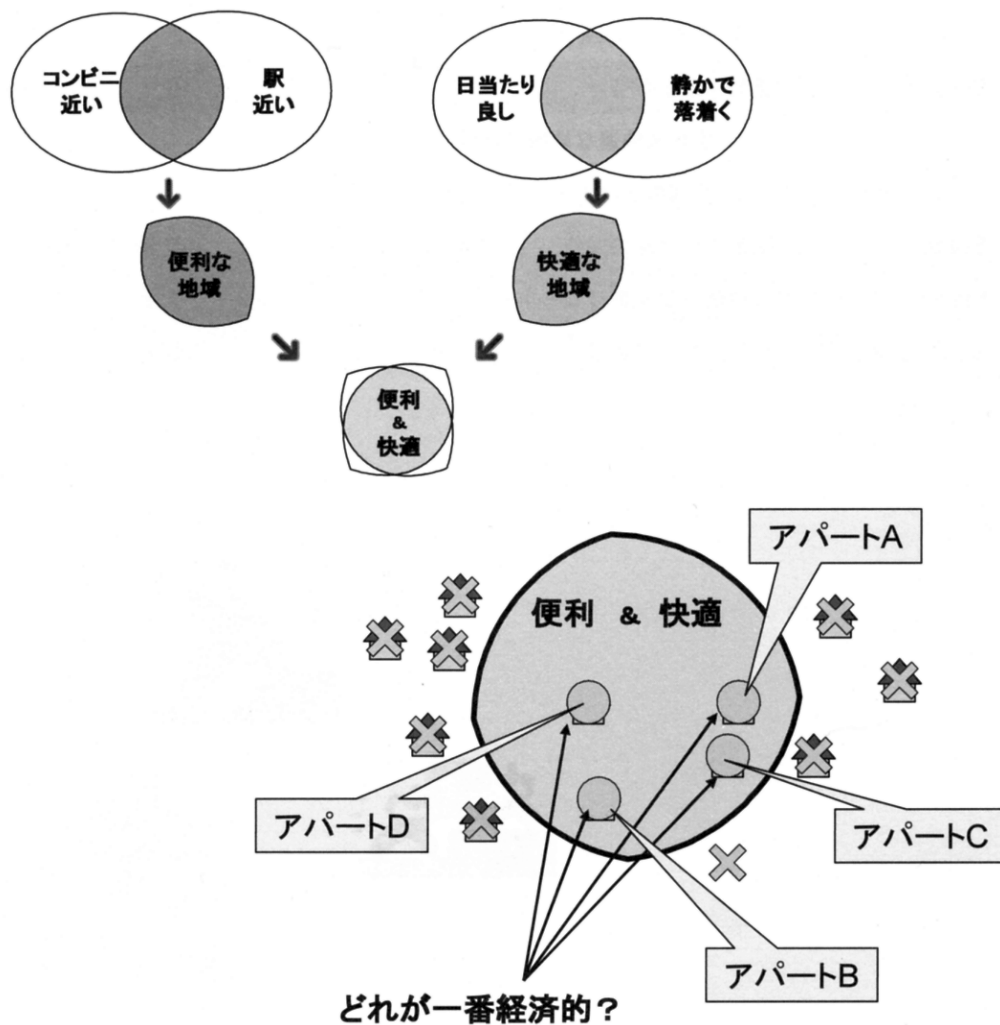 コンビニ
近い
駅
近い
日当たり
良し
静かで
落着く
便利な
地域
快適な
地域
便利
&
快適
便利 & 快適
アパートA
アパートD
アパートC
アパートB
どれが一番経済的？